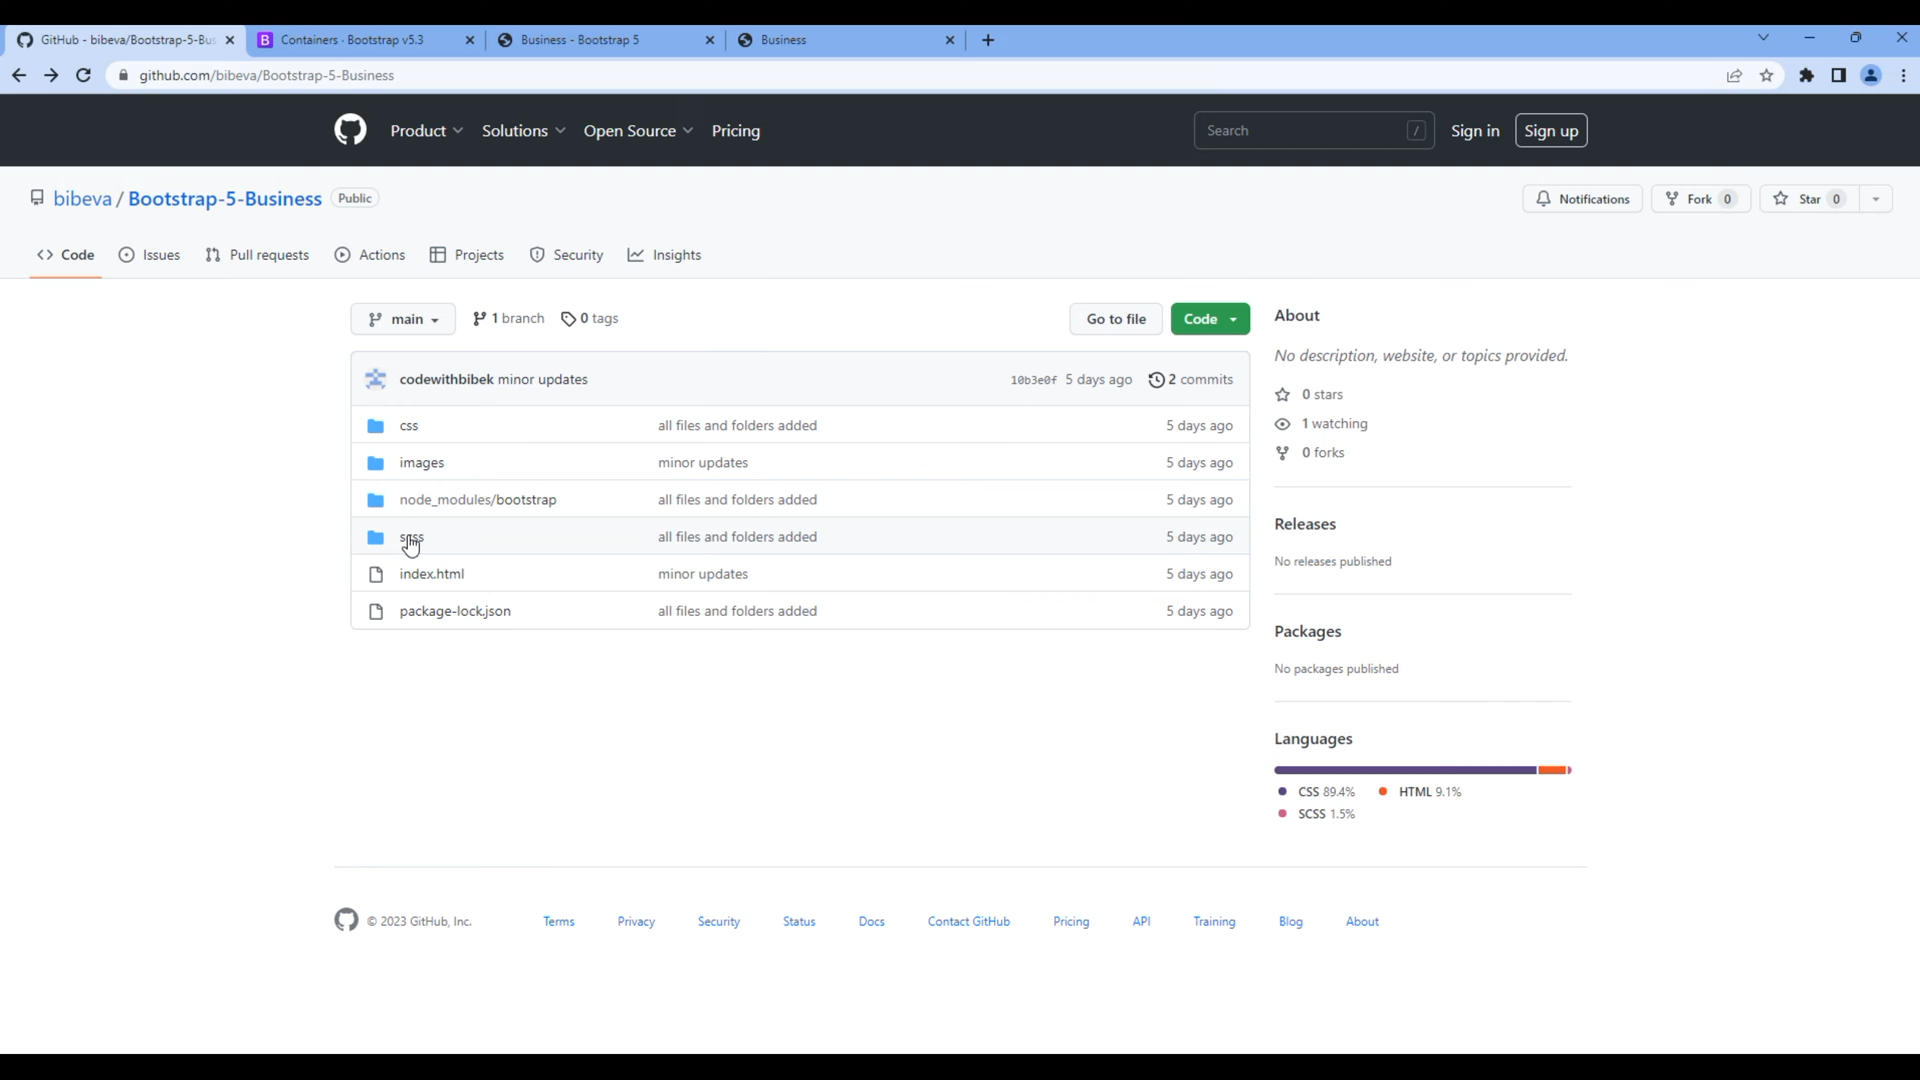 GitHub - bibeva/Bootstrap-5-Bus
Containers · Bootstrap v5.3
Business - Bootstrap 5
Business
github.com/bibeva/Bootstrap-5-Business
Product Solutions Open Source Pricing
Search /
Sign in Sign up
bibeva / Bootstrap-5-Business Public
Notifications Fork 0 Star 0
Code Issues Pull requests Actions Projects Security Insights
main 1 branch 0 tags
Go to file Code
About
No description, website, or topics provided.
codewithbibek minor updates 10b3e0f 5 days ago 2 commits
0 stars
css all files and folders added 5 days ago
1 watching
images minor updates 5 days ago
0 forks
node_modules/bootstrap all files and folders added 5 days ago
scss all files and folders added 5 days ago
Releases
No releases published
index.html minor updates 5 days ago
package-lock.json all files and folders added 5 days ago
Packages
No packages published
Languages
CSS 89.4% HTML 9.1%
SCSS 1.5%
© 2023 GitHub, Inc. Terms Privacy Security Status Docs Contact GitHub Pricing API Training Blog About